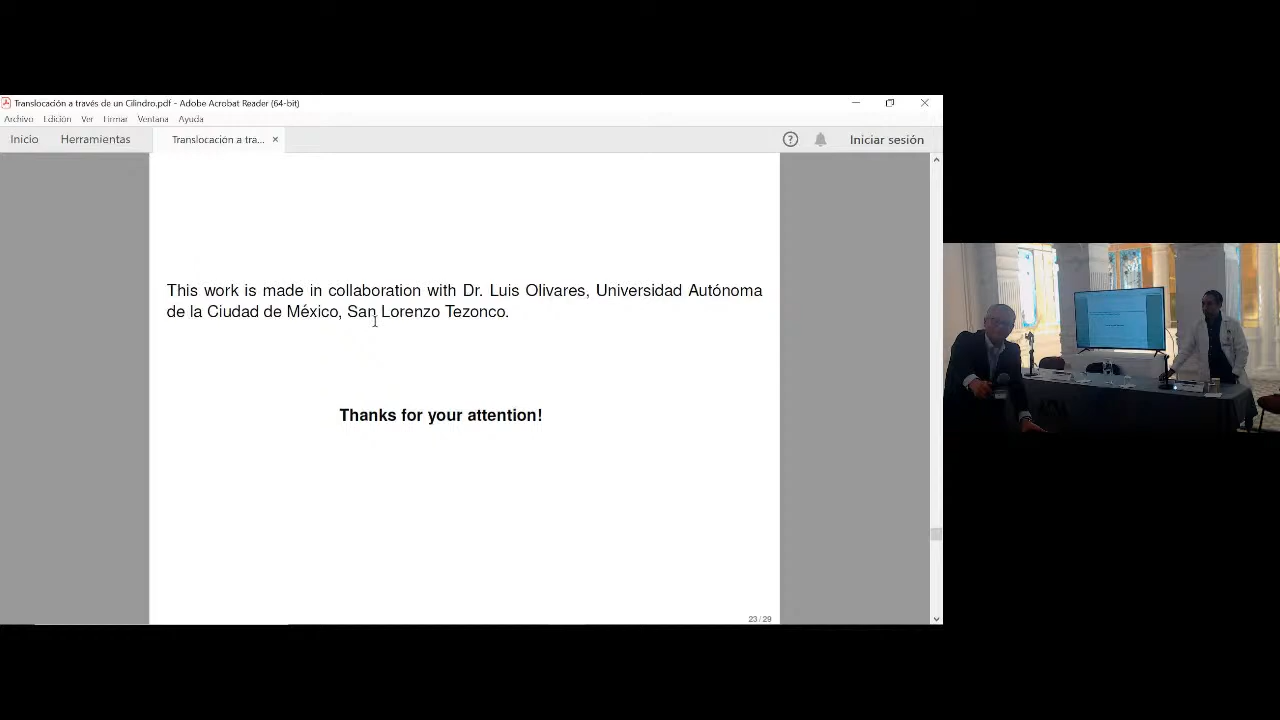 Translocación a través de un Cilindro.pdf - Adobe Acrobat Reader (64-bit)
Archivo Edición Ver Firmar Ventana Ayuda
Inicio Herramientas Translocación a tra... × Iniciar sesión
This work is made in collaboration with Dr. Luis Olivares, Universidad Autónoma
de la Ciudad de México, San Lorenzo Tezonco.
Thanks for your attention!
23 / 29